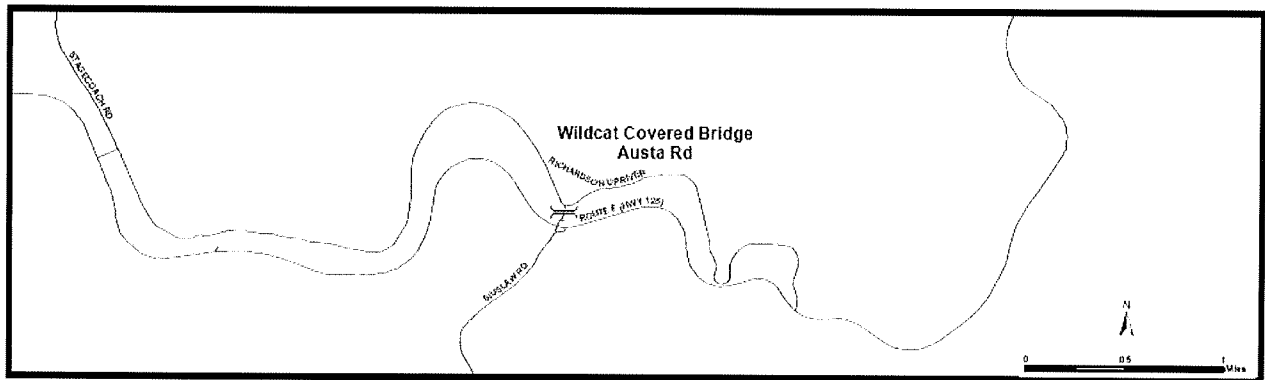 STAGECOACH RD
Wildcat Covered Bridge
Austa Rd
RICHARDSON UPRIVER
ROUTE F (HWY 126)
SIUSLAW RD
N
0 0.5 1
Miles